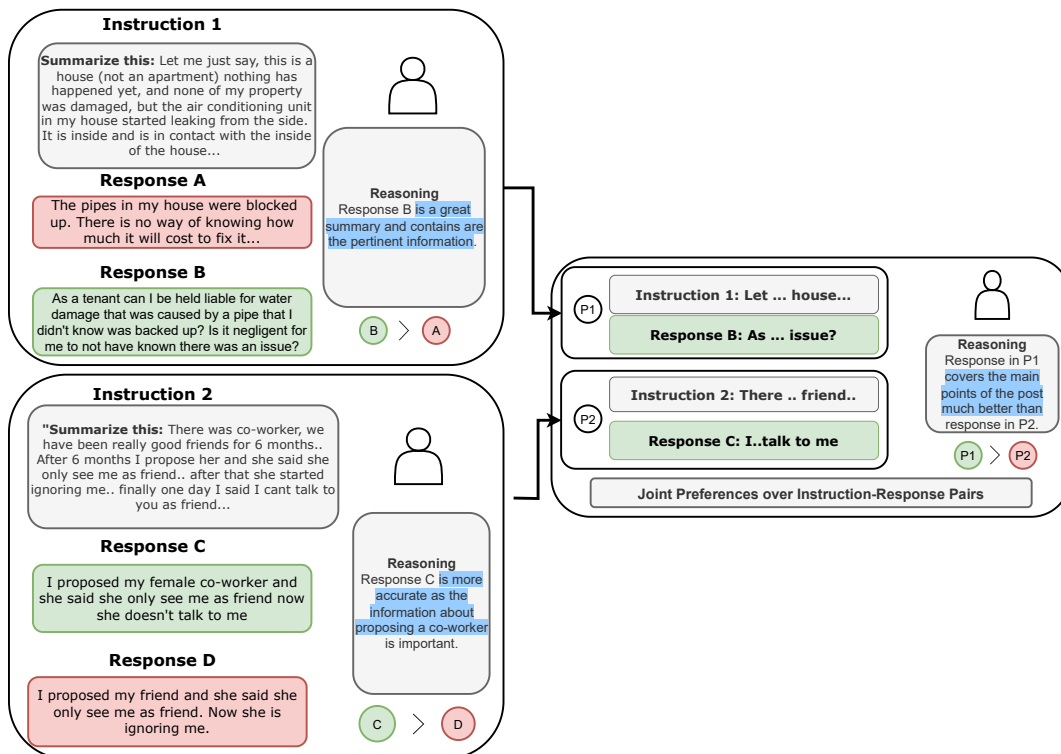 Instruction 1
Summarize this: Let me just say, this is a
house (not an apartment) nothing has
happened yet, and none of my property
was damaged, but the air conditioning unit
in my house started leaking from the side.
It is inside and is in contact with the inside
of the house...
Response A
The pipes in my house were blocked
up. There is no way of knowing how
much it will cost to fix it...
Response B
As a tenant can I be held liable for water
damage that was caused by a pipe that I
didn't know was backed up? Is it negligent for
me to not have known there was an issue?
Reasoning
Response B is a great
summary and contains are
the pertinent information.
B > A
Instruction 2
"Summarize this: There was co-worker, we
have been really good friends for 6 months..
After 6 months I propose her and she said she
only see me as friend.. after that she started
ignoring me.. finally one day I said I cant talk to
you as friend...
Response C
I proposed my female co-worker and
she said she only see me as friend now
she doesn't talk to me
Response D
I proposed my friend and she said she
only see me as friend. Now she is
ignoring me.
Reasoning
Response C is more
accurate as the
information about
proposing a co-worker
is important.
C > D
P1
Instruction 1: Let ... house...
Response B: As ... issue?
P2
Instruction 2: There .. friend..
Response C: I..talk to me
Reasoning
Response in P1
covers the main
points of the post
much better than
response in P2.
P1 > P2
Joint Preferences over Instruction-Response Pairs